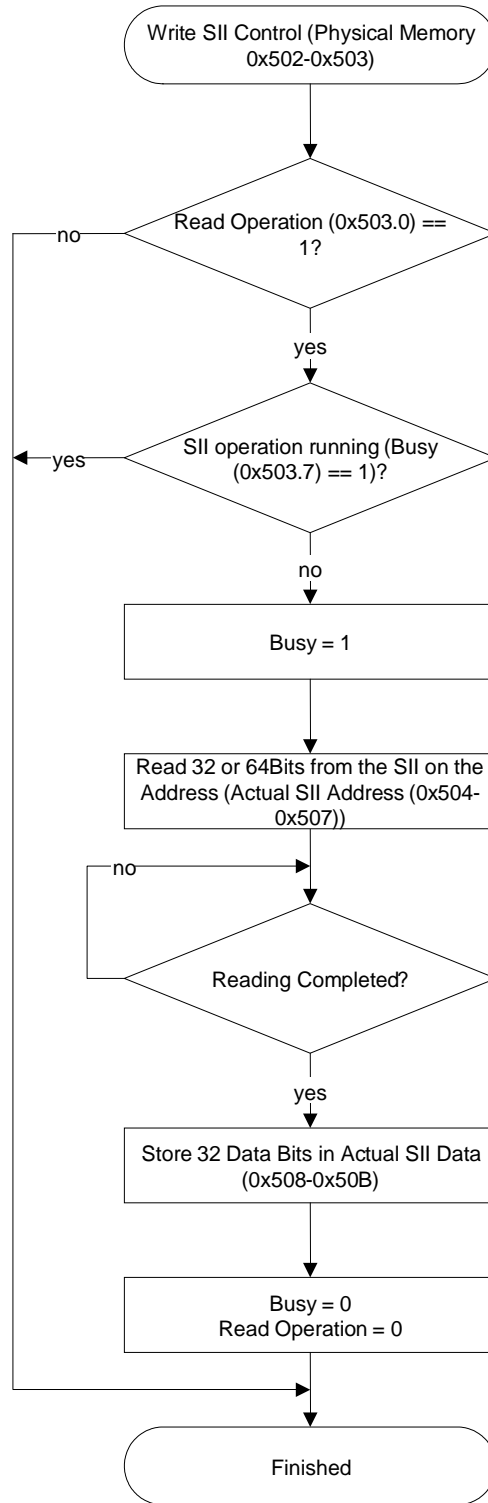 Write SII Control (Physical Memory
0x502-0x503)
Read Operation (0x503.0) ==
1?
no
yes
SII operation running (Busy
(0x503.7) == 1)?
yes
no
Busy = 1
Read 32 or 64Bits from the SII on the
Address (Actual SII Address (0x504-
0x507))
no
Reading Completed?
yes
Store 32 Data Bits in Actual SII Data
(0x508-0x50B)
Busy = 0
Read Operation = 0
Finished